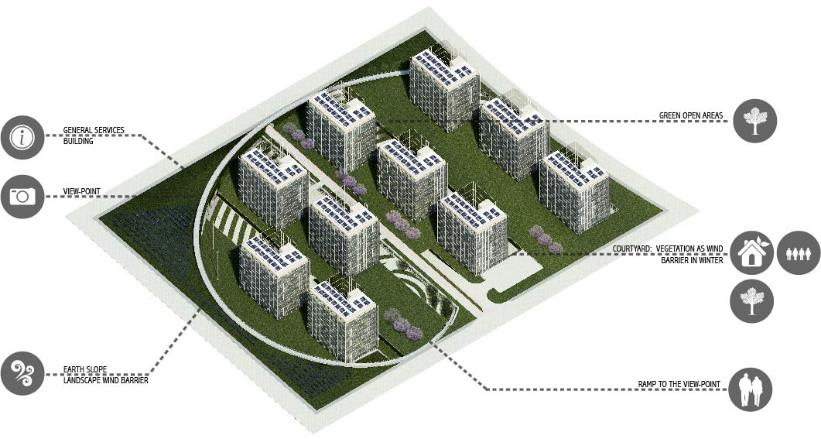 GENERAL SERVICES
BUILDING
VIEW-POINT
EARTH SLOPE
LANDSCAPE WIND BARRIER
GREEN OPEN AREAS
COURTYARD: VEGETATION AS WIND
BARRIER IN WINTER
RAMP TO THE VIEW-POINT